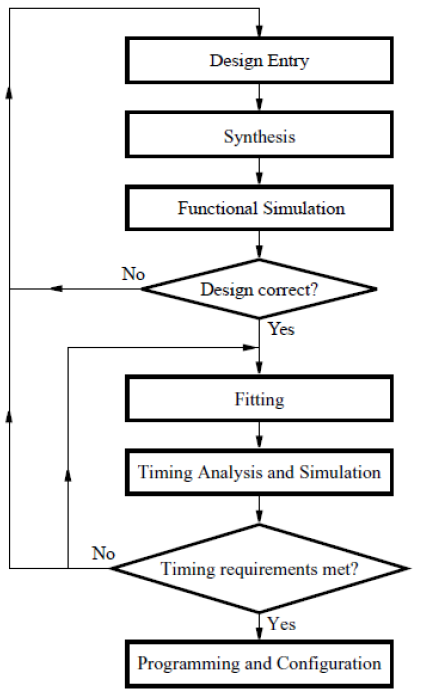 Design Entry
Synthesis
Functional Simulation
No
Design correct?
Yes
Fitting
Timing Analysis and Simulation
No
Timing requirements met?
Yes
Programming and Configuration